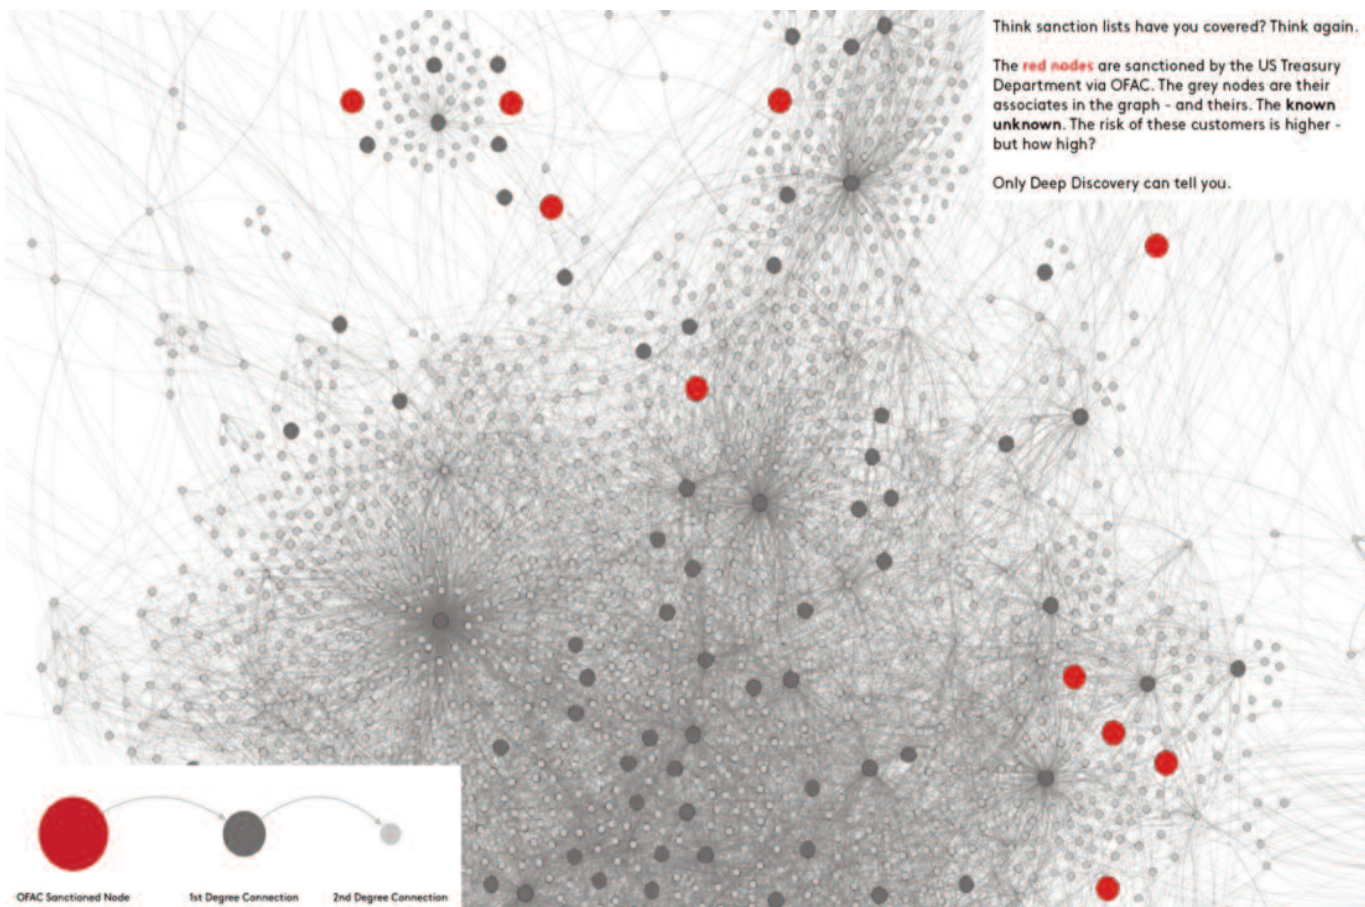 Think sanction lists have you covered? Think again.
The red nodes are sanctioned by the US Treasury
Department via OFAC. The grey nodes are their
associates in the graph - and theirs. The known
unknown. The risk of these customers is higher -
but how high?
Only Deep Discovery can tell you.
OFAC Sanctioned Node
1st Degree Connection
2nd Degree Connection